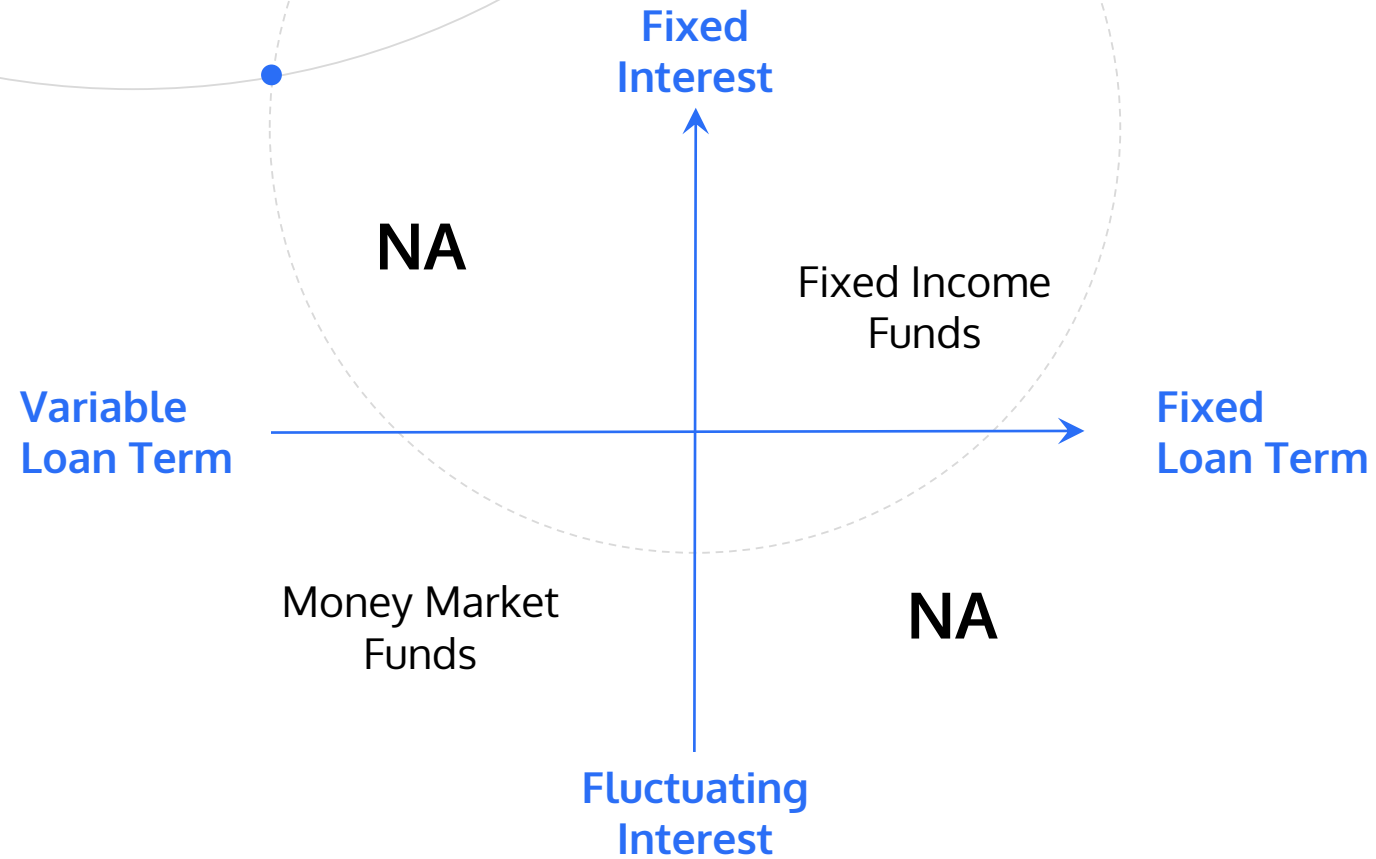 Fixed
Interest
NA
Fixed Income
Funds
Variable
Loan Term
Fixed
Loan Term
Money Market
Funds
NA
Fluctuating
Interest